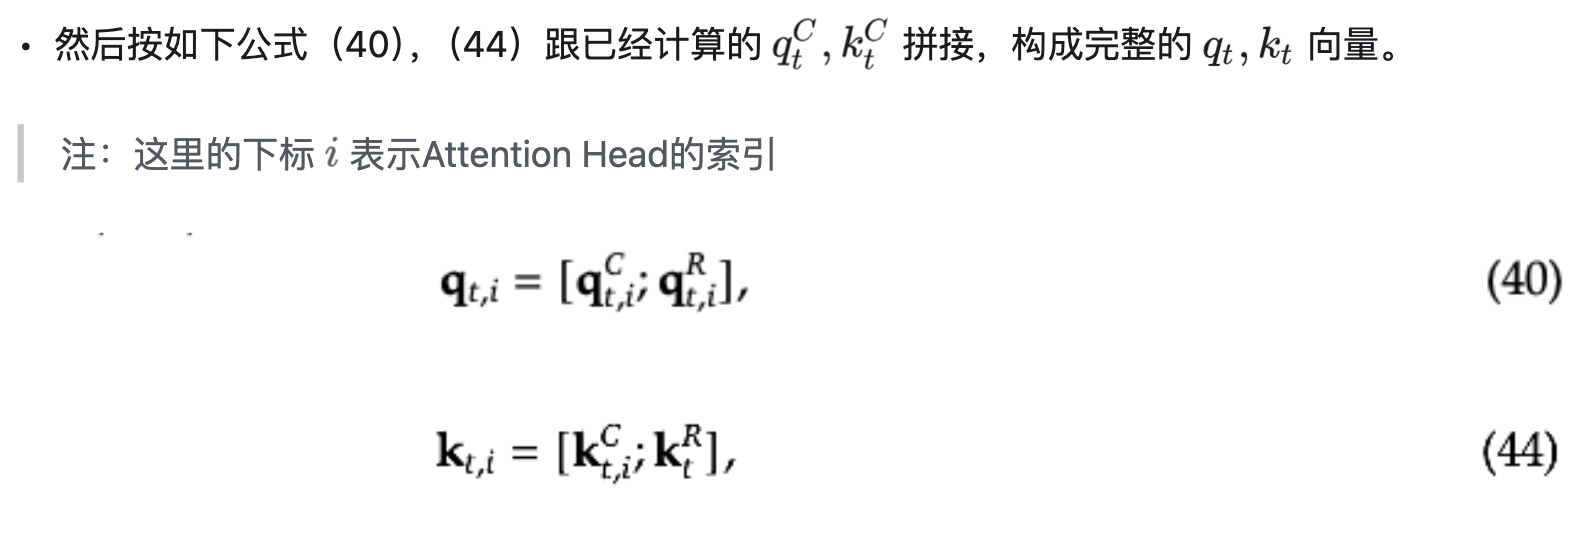 • 然后按如下公式（40），（44）跟已经计算的 $q_t^C, k_t^C$ 拼接，构成完整的 $q_t, k_t$ 向量。
注：这里的下标 $i$ 表示Attention Head的索引
$\mathbf{q}_{t,i} = [\mathbf{q}_{t,i}^C; \mathbf{q}_{t,i}^R],$ (40)
$\mathbf{k}_{t,i} = [\mathbf{k}_{t,i}^C; \mathbf{k}_t^R],$ (44)